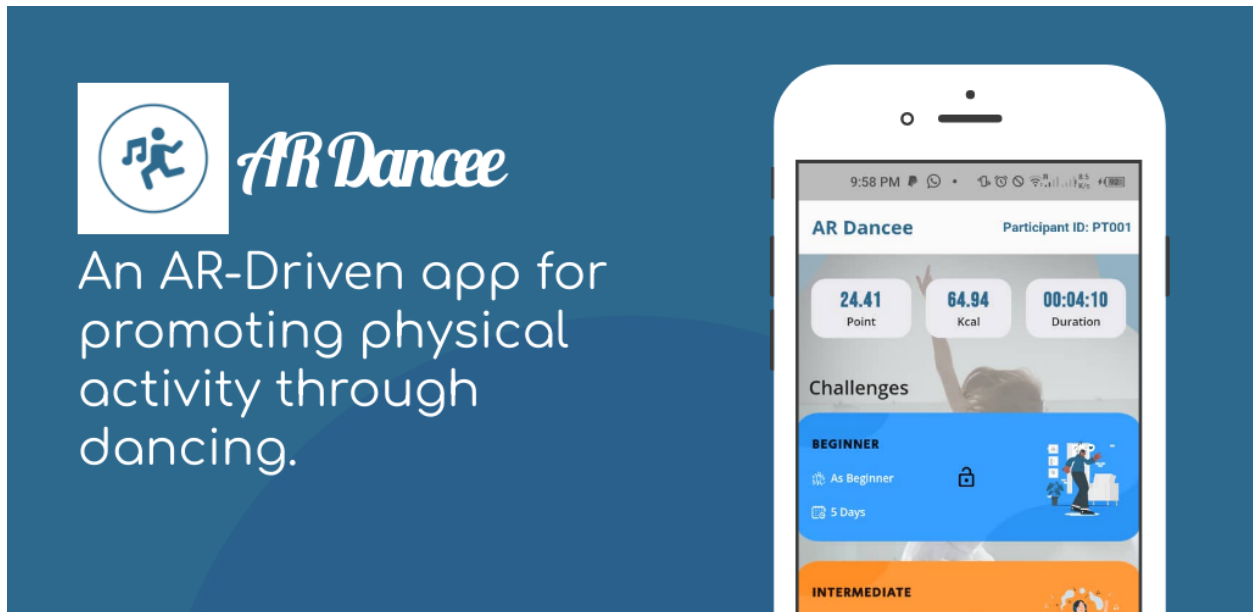 AR Dancee
An AR-Driven app for
promoting physical
activity through
dancing.
9:58 PM
AR Dancee
Participant ID: PT001
24.41
Point
64.94
Kcal
00:04:10
Duration
Challenges
BEGINNER
As Beginner
5 Days
INTERMEDIATE